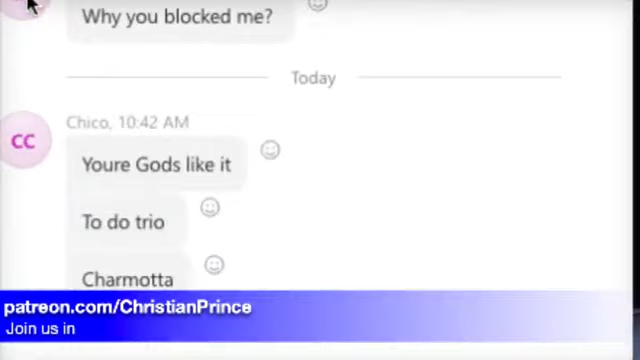 Why you blocked me?
Today
Chico, 10:42 AM
CC
Youre Gods like it
To do trio
Charmotta
patreon.com/ChristianPrince
Join us in